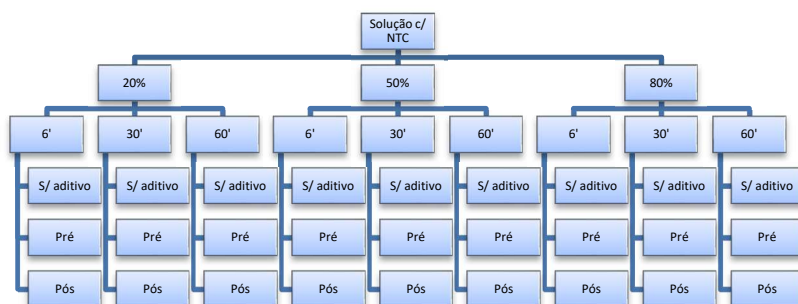 Solução c/
NTC
20%
50%
80%
6'
30'
60'
6'
30'
60'
6'
30'
60'
S/ aditivo
S/ aditivo
S/ aditivo
S/ aditivo
S/ aditivo
S/ aditivo
S/ aditivo
S/ aditivo
S/ aditivo
Pré
Pré
Pré
Pré
Pré
Pré
Pré
Pré
Pré
Pós
Pós
Pós
Pós
Pós
Pós
Pós
Pós
Pós